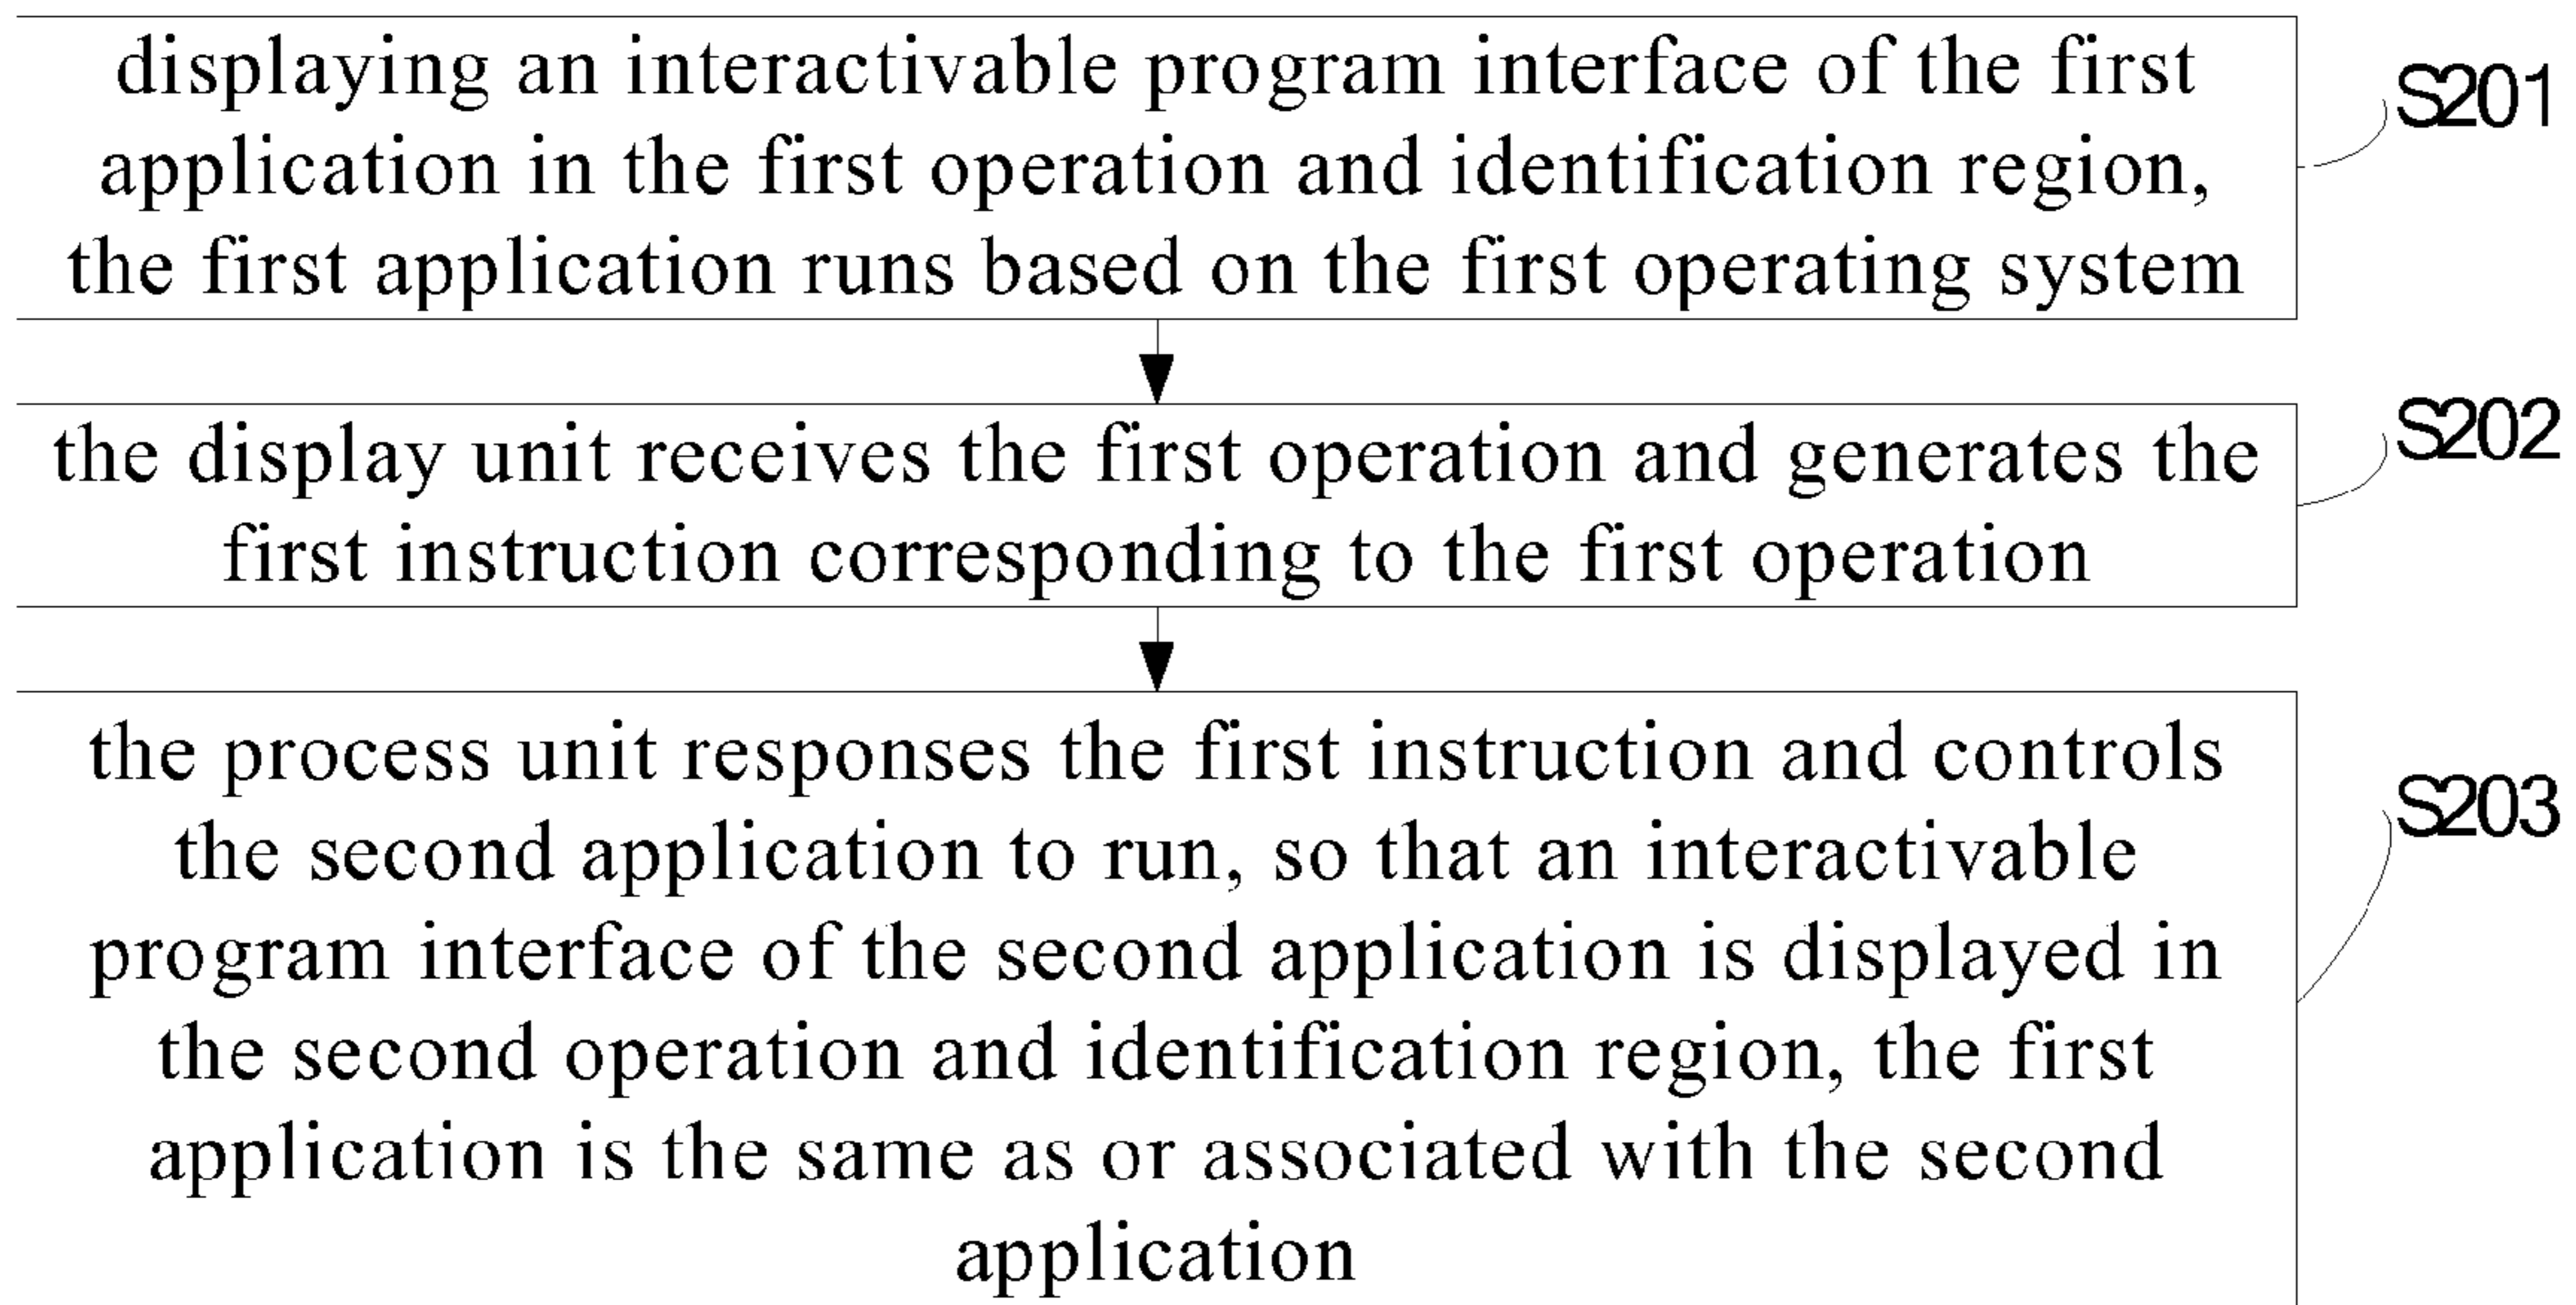 displaying an interactivable program interface of the first
application in the first operation and identification region,
the first application runs based on the first operating system
S201
the display unit receives the first operation and generates the
first instruction corresponding to the first operation
S202
the process unit responses the first instruction and controls
the second application to run, so that an interactivable
program interface of the second application is displayed in
the second operation and identification region, the first
application is the same as or associated with the second
application
S203